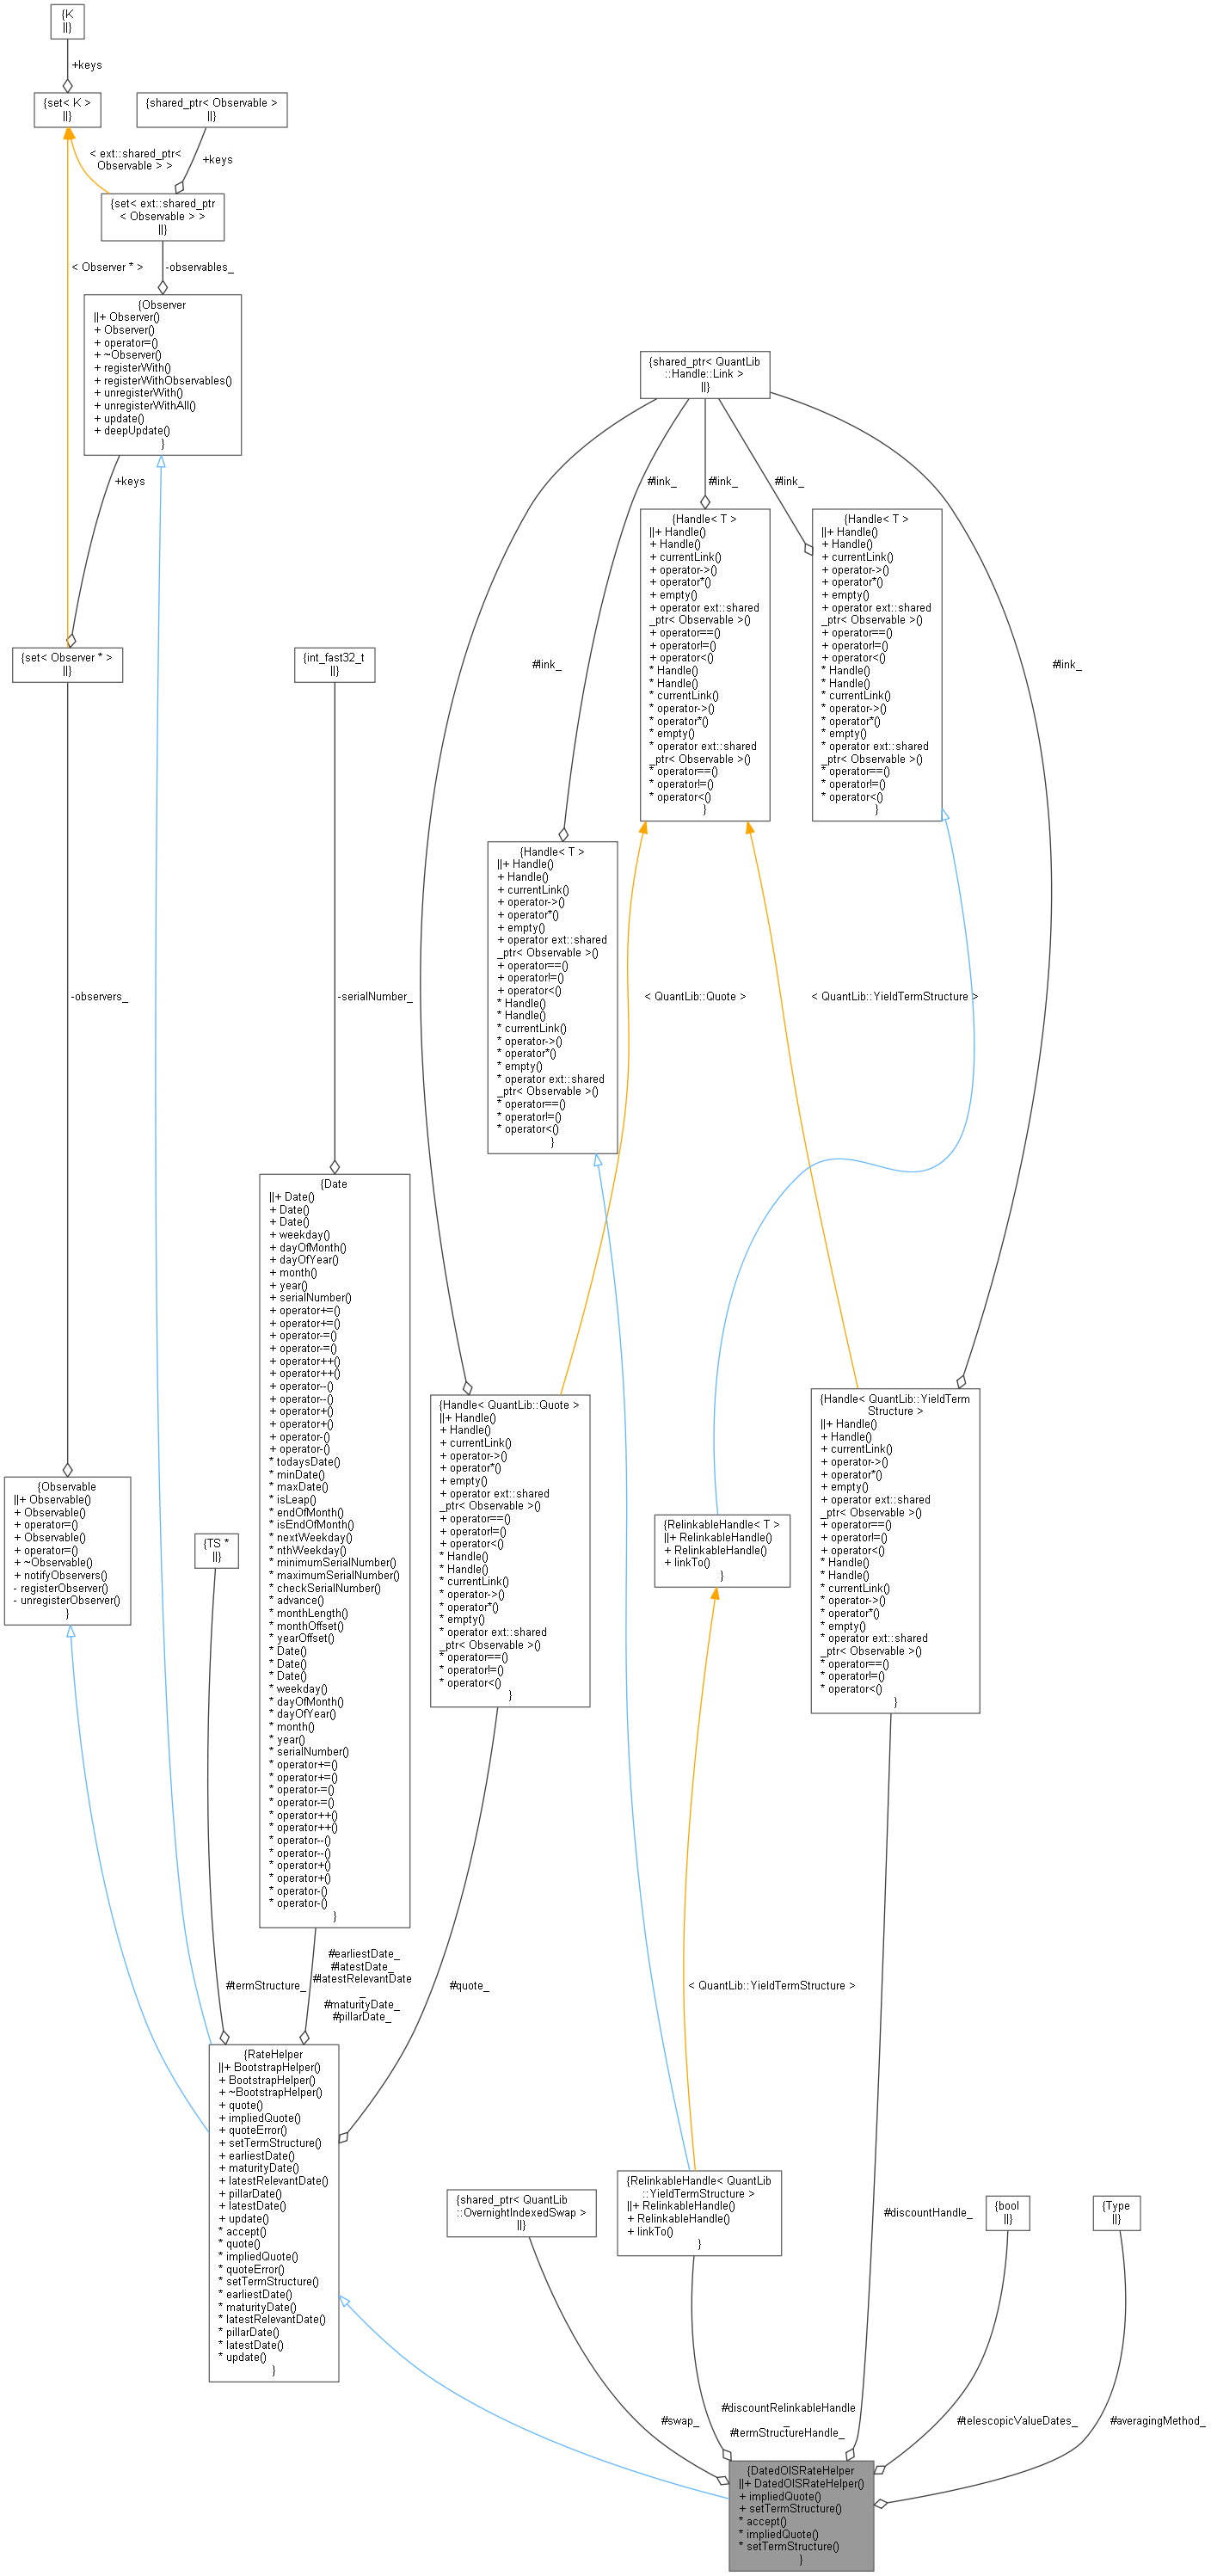 {K
||}
+keys
{set< K >
||}
{shared_ptr< Observable >
||}
< ext::shared_ptr<
Observable > >
+keys
{set< ext::shared_ptr
< Observable > >
||}
< Observer * >
-observables_
{Observer
||+ Observer()
+ Observer()
+ operator=()
+ ~Observer()
+ registerWith()
+ registerWithObservables()
+ unregisterWith()
+ unregisterWithAll()
+ update()
+ deepUpdate()
}
{shared_ptr< QuantLib
::Handle::Link >
||}
+keys
#link_
#link_
#link_
{Handle< T >
||+ Handle()
+ Handle()
+ currentLink()
+ operator->()
+ operator*()
+ empty()
+ operator ext::shared
_ptr< Observable >()
+ operator==()
+ operator!=()
+ operator<()
* Handle()
* Handle()
* currentLink()
* operator->()
* operator*()
* empty()
* operator ext::shared
_ptr< Observable >()
* operator==()
* operator!=()
* operator<()
}
{Handle< T >
||+ Handle()
+ Handle()
+ currentLink()
+ operator->()
+ operator*()
+ empty()
+ operator ext::shared
_ptr< Observable >()
+ operator==()
+ operator!=()
+ operator<()
* Handle()
* Handle()
* currentLink()
* operator->()
* operator*()
* empty()
* operator ext::shared
_ptr< Observable >()
* operator==()
* operator!=()
* operator<()
}
{set< Observer * >
||}
{int_fast32_t
||}
#link_
#link_
{Handle< T >
||+ Handle()
+ Handle()
+ currentLink()
+ operator->()
+ operator*()
+ empty()
+ operator ext::shared
_ptr< Observable >()
+ operator==()
+ operator!=()
+ operator<()
* Handle()
* Handle()
* currentLink()
* operator->()
* operator*()
* empty()
* operator ext::shared
_ptr< Observable >()
* operator==()
* operator!=()
* operator<()
}
-observers_
-serialNumber_
< QuantLib::Quote >
< QuantLib::YieldTermStructure >
{Date
||+ Date()
+ Date()
+ Date()
+ weekday()
+ dayOfMonth()
+ dayOfYear()
+ month()
+ year()
+ serialNumber()
+ operator+=()
+ operator+=()
+ operator-=()
+ operator-=()
+ operator++()
+ operator++()
+ operator--()
+ operator--()
+ operator+()
+ operator+()
+ operator-()
+ operator-()
* todaysDate()
* minDate()
* maxDate()
* isLeap()
* endOfMonth()
* isEndOfMonth()
* nextWeekday()
* nthWeekday()
* minimumSerialNumber()
* maximumSerialNumber()
* checkSerialNumber()
* advance()
* monthLength()
* monthOffset()
* yearOffset()
* Date()
* Date()
* Date()
* weekday()
* dayOfMonth()
* dayOfYear()
* month()
* year()
* serialNumber()
* operator+=()
* operator+=()
* operator-=()
* operator-=()
* operator++()
* operator++()
* operator--()
* operator--()
* operator+()
* operator+()
* operator-()
* operator-()
}
{Handle< QuantLib::Quote >
||+ Handle()
+ Handle()
+ currentLink()
+ operator->()
+ operator*()
+ empty()
+ operator ext::shared
_ptr< Observable >()
+ operator==()
+ operator!=()
+ operator<()
* Handle()
* Handle()
* currentLink()
* operator->()
* operator*()
* empty()
* operator ext::shared
_ptr< Observable >()
* operator==()
* operator!=()
* operator<()
}
{Handle< QuantLib::YieldTerm
Structure >
||+ Handle()
+ Handle()
+ currentLink()
+ operator->()
+ operator*()
+ empty()
+ operator ext::shared
_ptr< Observable >()
+ operator==()
+ operator!=()
+ operator<()
* Handle()
* Handle()
* currentLink()
* operator->()
* operator*()
* empty()
* operator ext::shared
_ptr< Observable >()
* operator==()
* operator!=()
* operator<()
}
{Observable
||+ Observable()
+ Observable()
+ operator=()
+ Observable()
+ operator=()
+ ~Observable()
+ notifyObservers()
- registerObserver()
- unregisterObserver()
}
{TS *
||}
{RelinkableHandle< T >
||+ RelinkableHandle()
+ RelinkableHandle()
+ linkTo()
}
#termStructure_
#earliestDate_
#latestDate_
#latestRelevantDate
_
#maturityDate_
#pillarDate_
#quote_
< QuantLib::YieldTermStructure >
{RateHelper
||+ BootstrapHelper()
+ BootstrapHelper()
+ ~BootstrapHelper()
+ quote()
+ impliedQuote()
+ quoteError()
+ setTermStructure()
+ earliestDate()
+ maturityDate()
+ latestRelevantDate()
+ pillarDate()
+ latestDate()
+ update()
* accept()
* quote()
* impliedQuote()
* quoteError()
* setTermStructure()
* earliestDate()
* maturityDate()
* latestRelevantDate()
* pillarDate()
* latestDate()
* update()
}
{shared_ptr< QuantLib
::OvernightIndexedSwap >
||}
{RelinkableHandle< QuantLib
::YieldTermStructure >
||+ RelinkableHandle()
+ RelinkableHandle()
+ linkTo()
}
#discountHandle_
{bool
||}
{Type
||}
#swap_
#discountRelinkableHandle
_
#termStructureHandle_
#telescopicValueDates_
#averagingMethod_
{DatedOISRateHelper
||+ DatedOISRateHelper()
+ impliedQuote()
+ setTermStructure()
* accept()
* impliedQuote()
* setTermStructure()
}